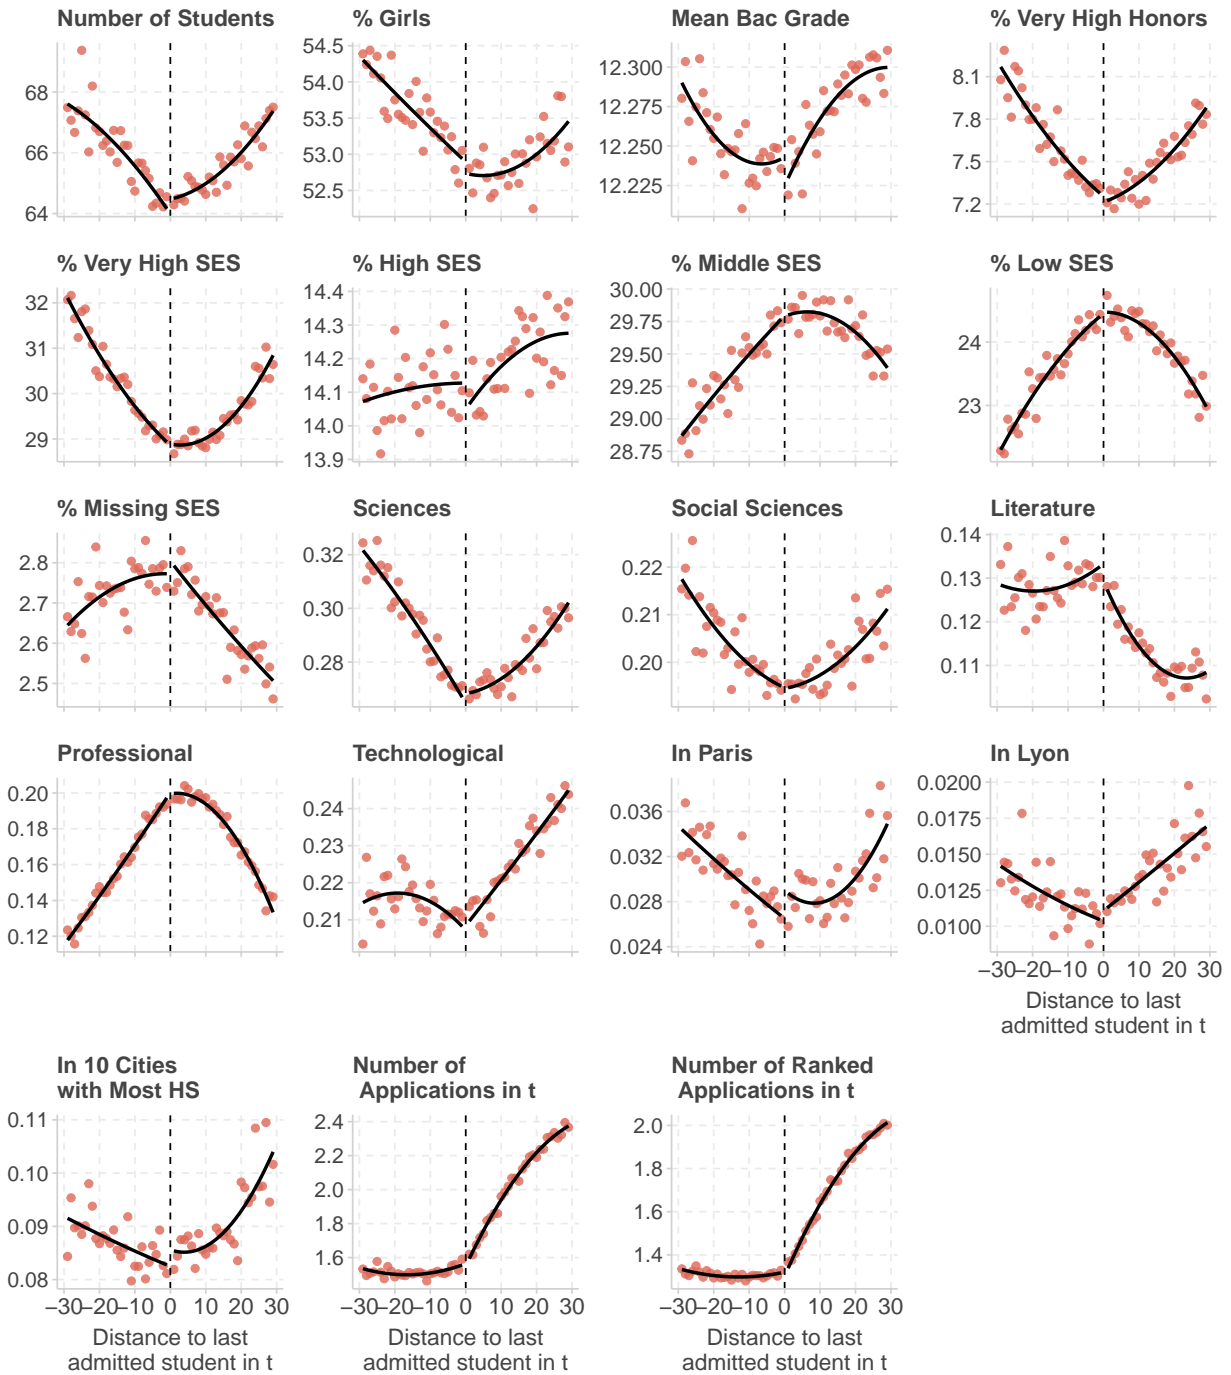 Number of Students
% Girls
Mean Bac Grade
% Very High Honors
68
66
64
54.5
54.0
53.5
53.0
52.5
12.300
12.275
12.250
12.225
8.1
7.8
7.5
7.2
% Very High SES
% High SES
% Middle SES
% Low SES
32
31
30
29
14.4
14.3
14.2
14.1
14.0
13.9
30.00
29.75
29.50
29.25
29.00
28.75
24
23
% Missing SES
Sciences
Social Sciences
Literature
2.8
2.7
2.6
2.5
0.32
0.30
0.28
0.22
0.21
0.20
0.14
0.13
0.12
0.11
Professional
Technological
In Paris
In Lyon
0.20
0.18
0.16
0.14
0.12
0.24
0.23
0.22
0.21
0.036
0.032
0.028
0.024
0.0200
0.0175
0.0150
0.0125
0.0100
−30−20−10 0 10 20 30
Distance to last
admitted student in t
In 10 Cities
with Most HS
Number of
Applications in t
Number of Ranked
Applications in t
0.11
0.10
0.09
0.08
2.4
2.2
2.0
1.8
1.6
2.0
1.8
1.6
1.4
−30−20−10 0 10 20 30
−30−20−10 0 10 20 30
−30−20−10 0 10 20 30
Distance to last
admitted student in t
Distance to last
admitted student in t
Distance to last
admitted student in t